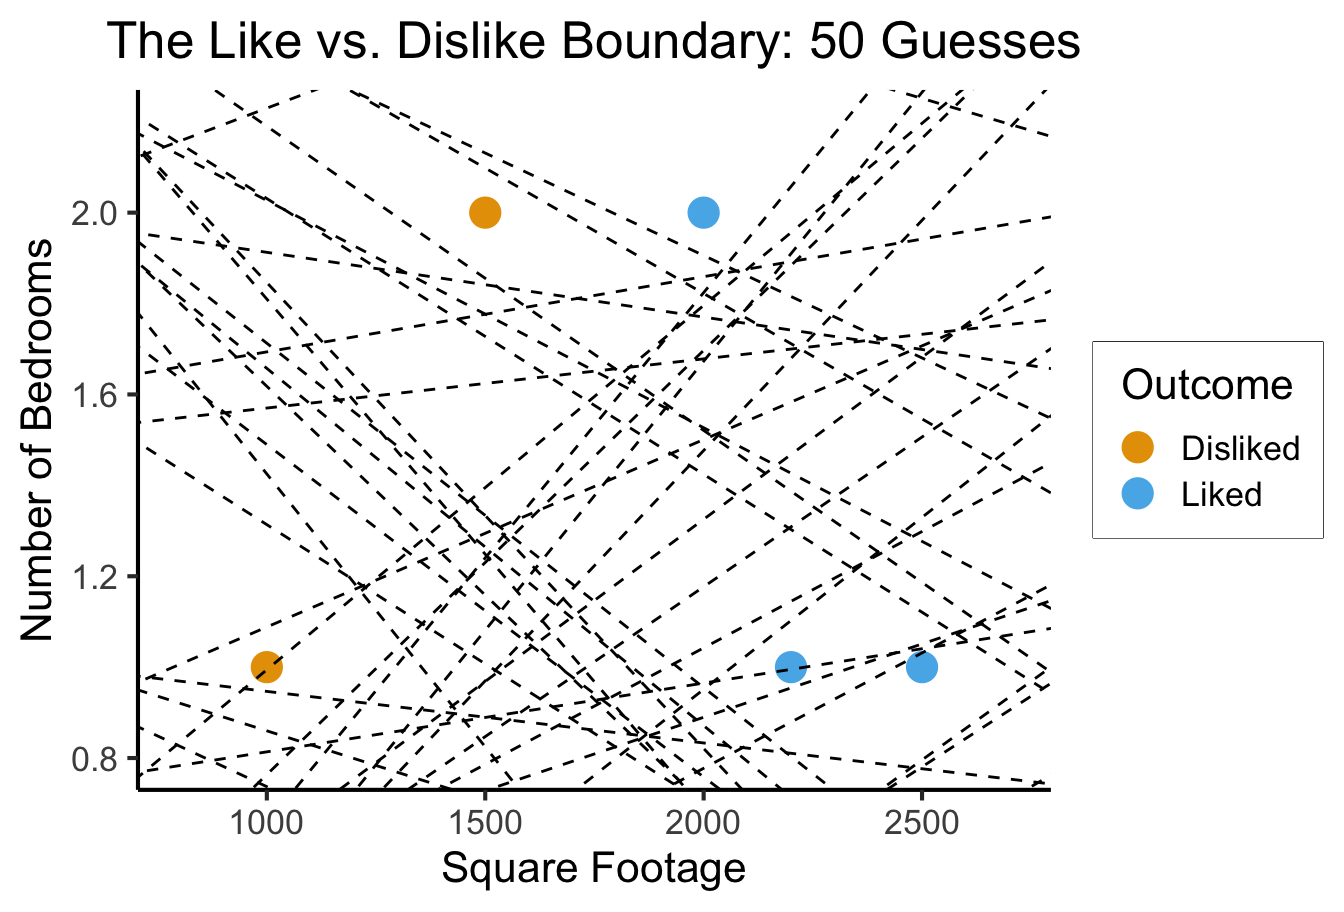 The Like vs. Dislike Boundary: 50 Guesses
Number of Bedrooms
2.0
1.6
1.2
0.8
1000
1500
2000
2500
Square Footage
Outcome
Disliked
Liked